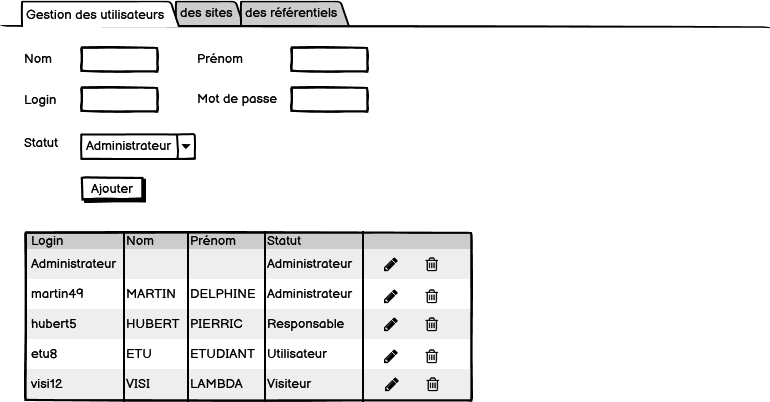 Gestion des utilisateurs des sites des référentiels
Nom Prénom
Login Mot de passe
Statut Administrateur
Ajouter
Login Nom Prénom Statut
Administrateur Administrateur
martin49 MARTIN DELPHINE Administrateur
hubert5 HUBERT PIERRIC Responsable
etu8 ETU ETUDIANT Utilisateur
visi12 VISI LAMBDA Visiteur